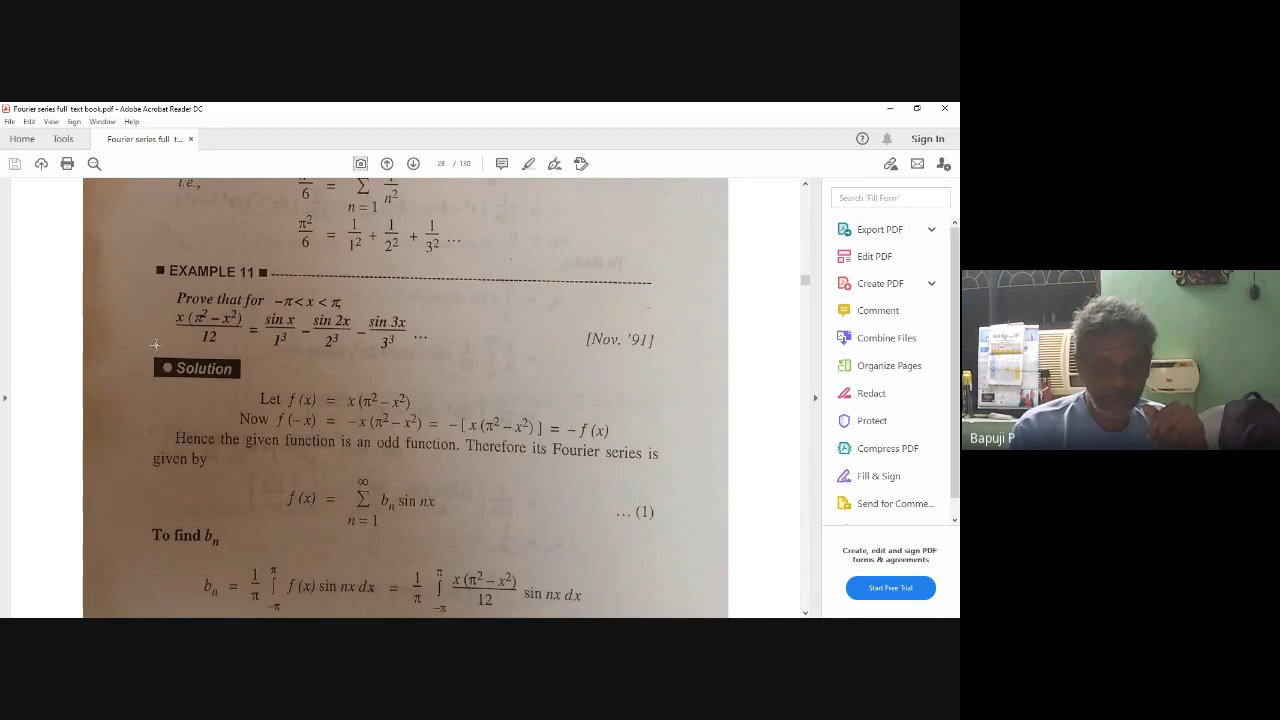 Fourier series full text book.pdf - Adobe Acrobat Reader DC
File Edit View Sign Window Help
Home Tools Fourier series full t... × Sign In
28 / 130
i.e., π²/6 = Σ n = 1 1/n²
π²/6 = 1/1² + 1/2² + 1/3² ...
■ EXAMPLE 11 ■
Prove that for −π < x < π,
x (π² − x²)/12 = sin x/1³ − sin 2x/2³ − sin 3x/3³ ... [Nov. '91]
● Solution
Let f (x) = x (π² − x²)
Now f (− x) = −x (π² − x²) = −[ x (π² − x²) ] = − f (x)
Hence the given function is an odd function. Therefore its Fourier series is
given by
f (x) = ∞ Σ n = 1 bₙ sin nx ... (1)
To find bₙ
bₙ = 1/π ∫ −π π f (x) sin nx dx = 1/π ∫ −π π x (π² − x²)/12 sin nx dx
Search 'Fill Form'
Export PDF
Edit PDF
Create PDF
Comment
Combine Files
Organize Pages
Redact
Protect
Compress PDF
Fill & Sign
Send for Comme...
Create, edit and sign PDF
forms & agreements
Start Free Trial
Bapuji P